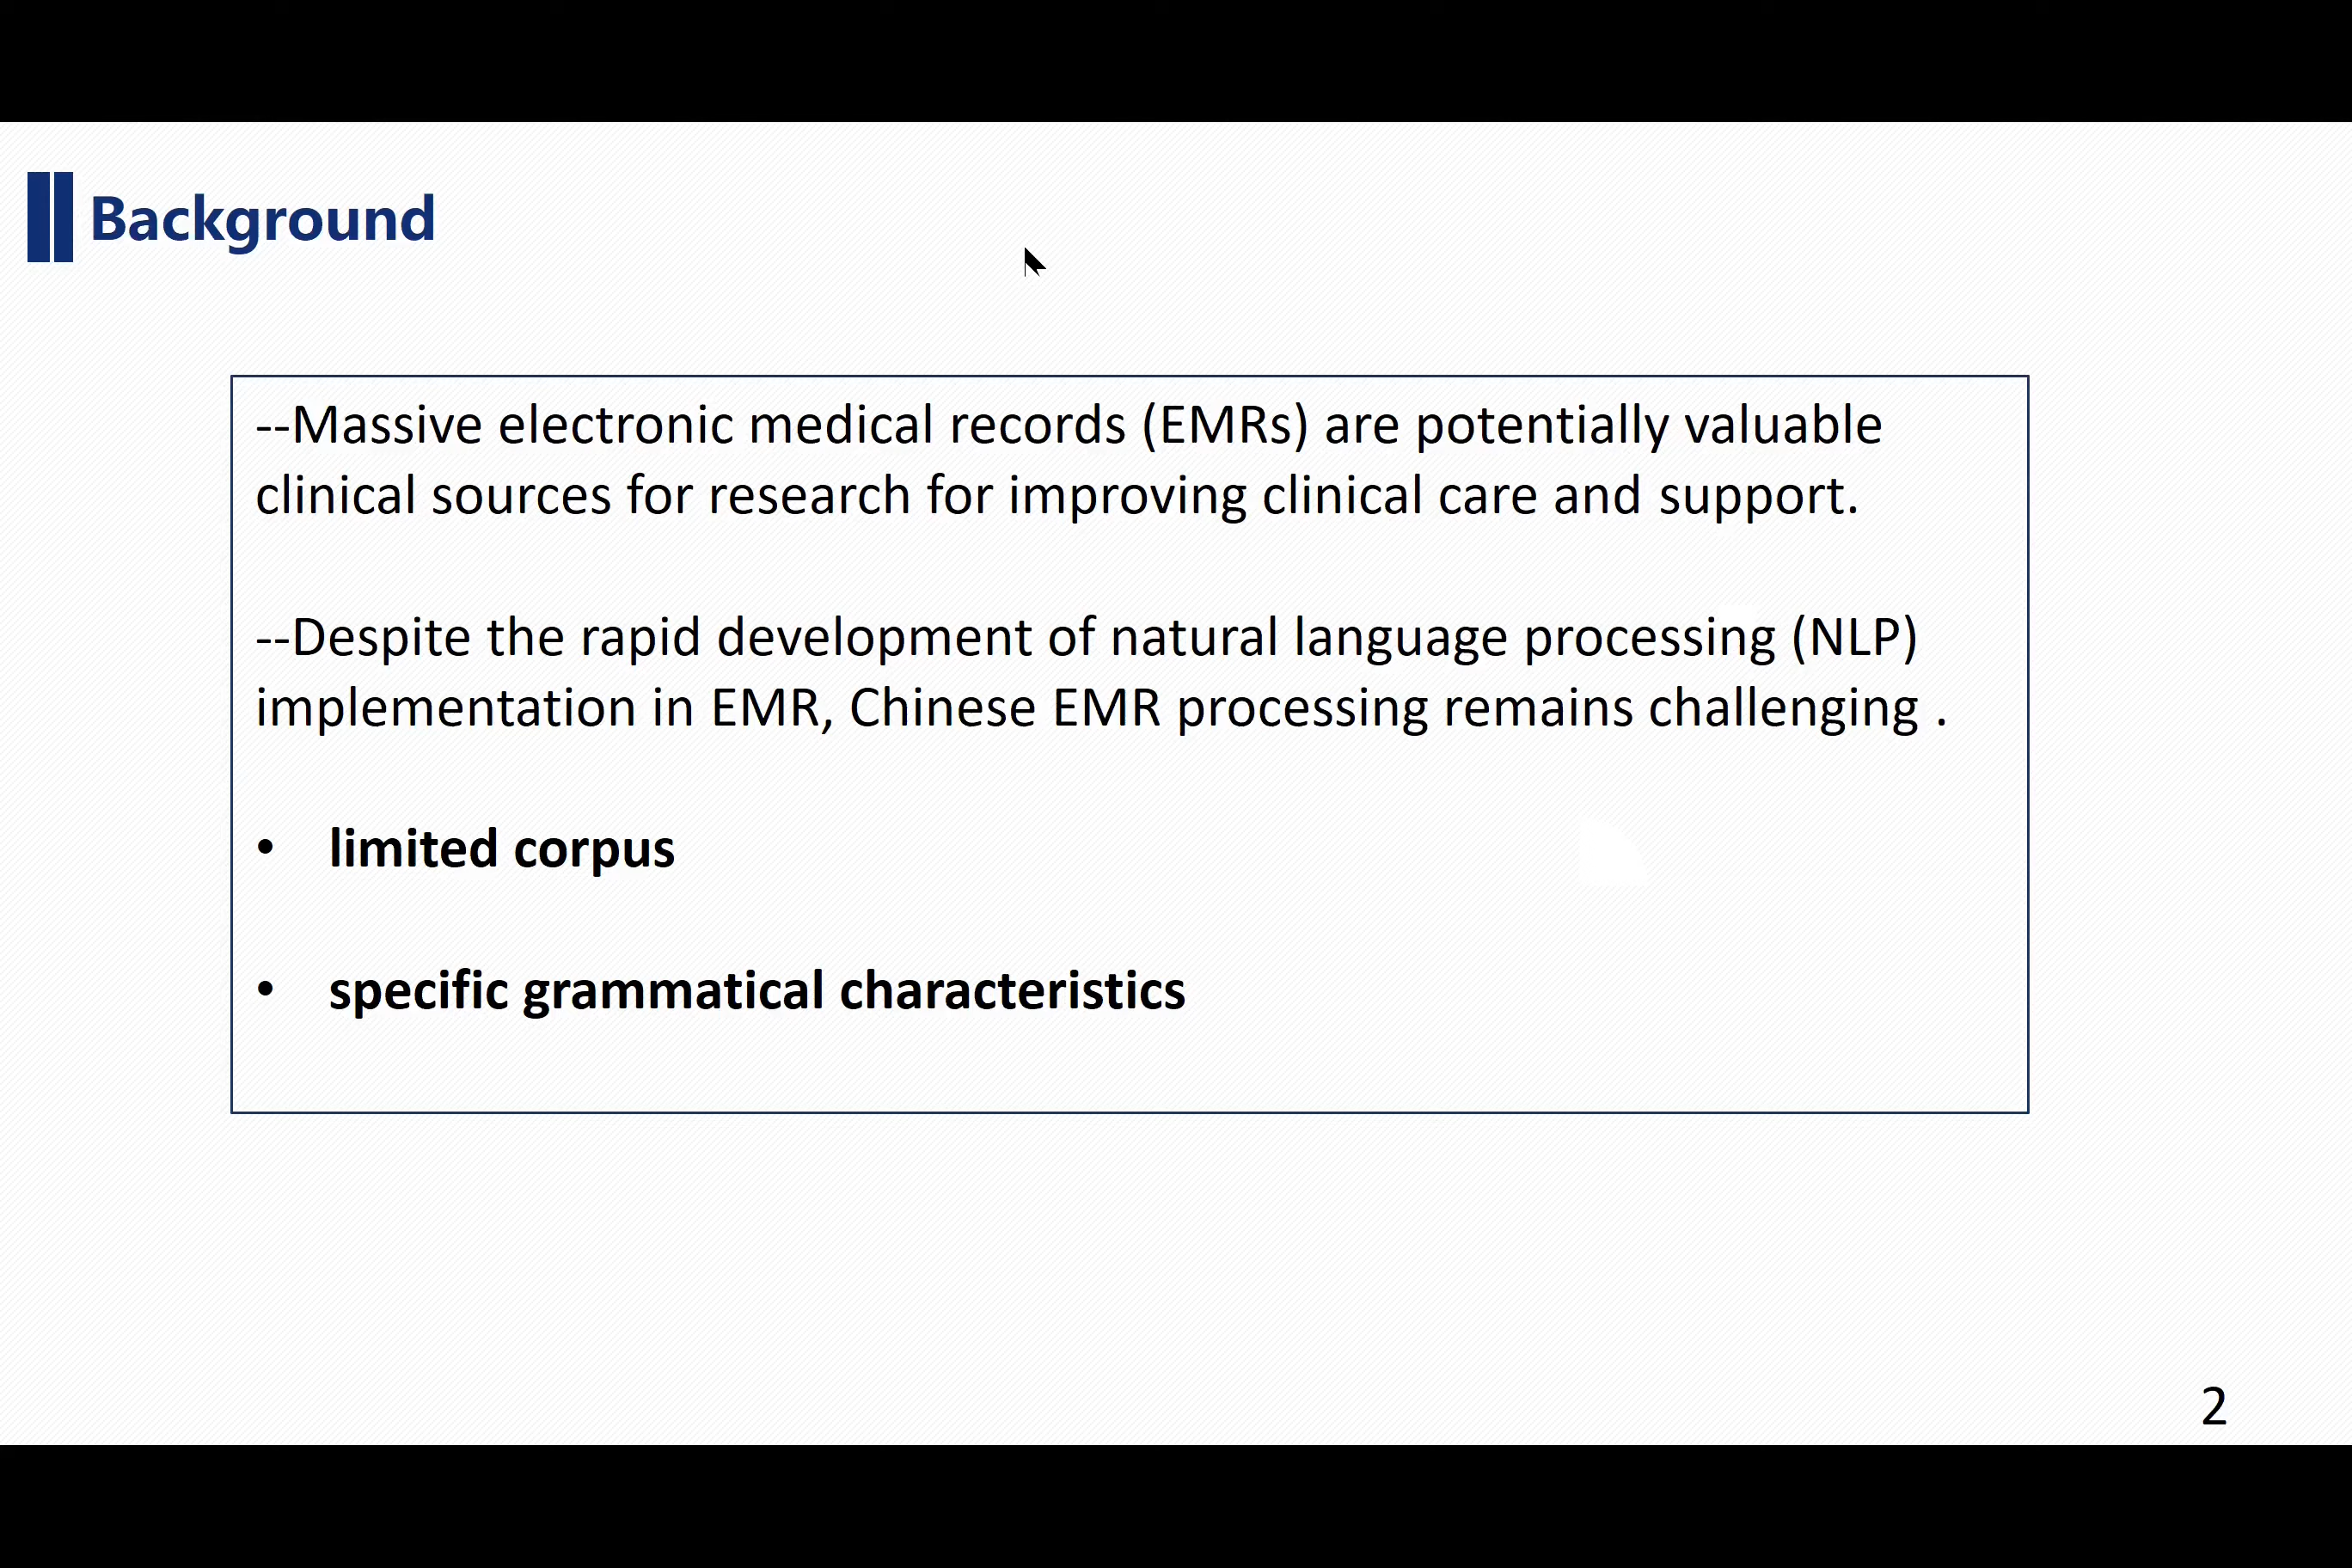 Background
--Massive electronic medical records (EMRs) are potentially valuable
clinical sources for research for improving clinical care and support.
--Despite the rapid development of natural language processing (NLP)
implementation in EMR, Chinese EMR processing remains challenging .
• limited corpus
• specific grammatical characteristics
2